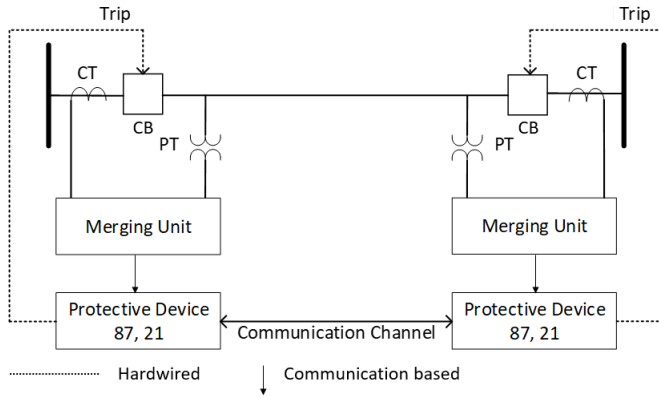 Trip
Trip
CT
CT
CB
CB
PT
PT
Merging Unit
Merging Unit
Protective Device
87, 21
Protective Device
87, 21
Communication Channel
Hardwired
Communication based